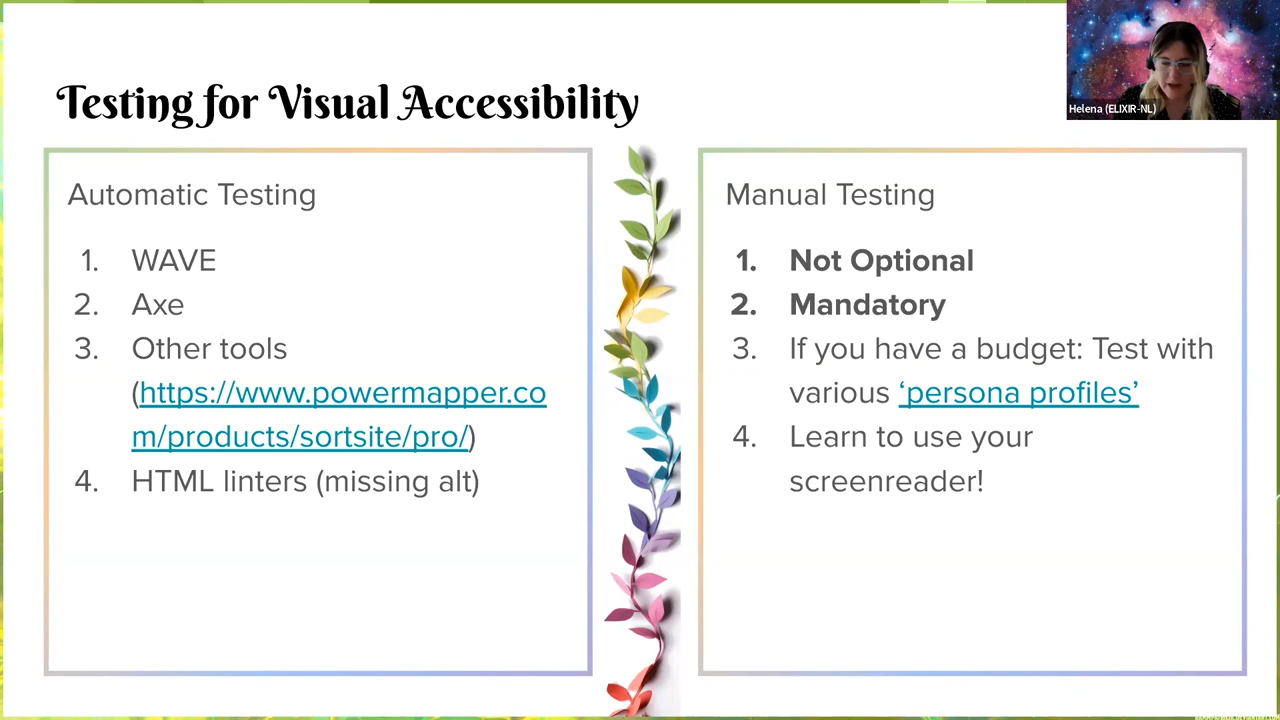 Testing for Visual Accessibility
Helena (ELIXIR-NL)
Automatic Testing
1. WAVE
2. Axe
3. Other tools
(https://www.powermapper.co
m/products/sortsite/pro/)
4. HTML linters (missing alt)
Manual Testing
1. Not Optional
2. Mandatory
3. If you have a budget: Test with
various ‘persona profiles’
4. Learn to use your
screenreader!